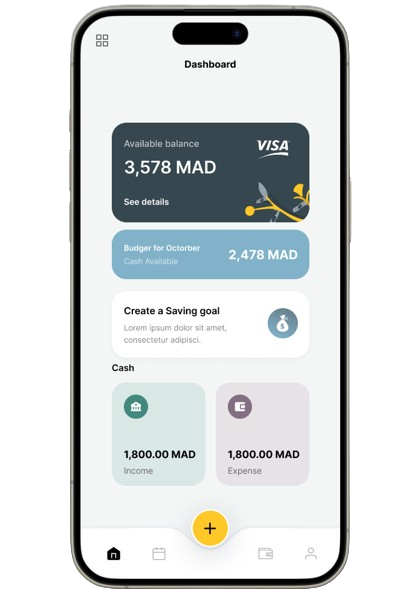 Dashboard
Available balance
VISA
3,578 MAD
See details
Budget for Octorber
Cash Available
2,478 MAD
Create a Saving goal
Lorem ipsum dolor sit amet,
consectetur adipisci.
Cash
1,800.00 MAD
Income
1,800.00 MAD
Expense